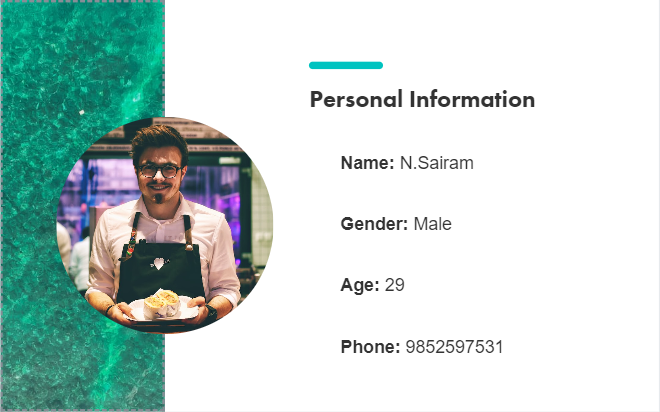 Personal Information
Name: N.Sairam
Gender: Male
Age: 29
Phone: 9852597531